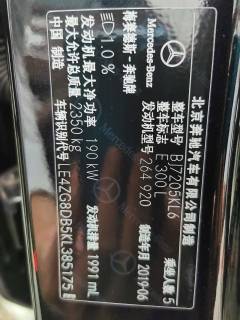 Mercedes-Benz
北京奔驰汽车有限公司制造
梅赛德斯-奔驰牌
整车型号 BJ7205KL6
乘坐人数 5
整车标志 E 300 L
1.0 %
发动机型号 264 920
制造年月 2019-06
发动机最大净功率 190 kW
发动机排量 1991 mL
最大允许总质量 2350 kg
车辆识别代号 LE4ZG8DB5KL385175
中国 制造